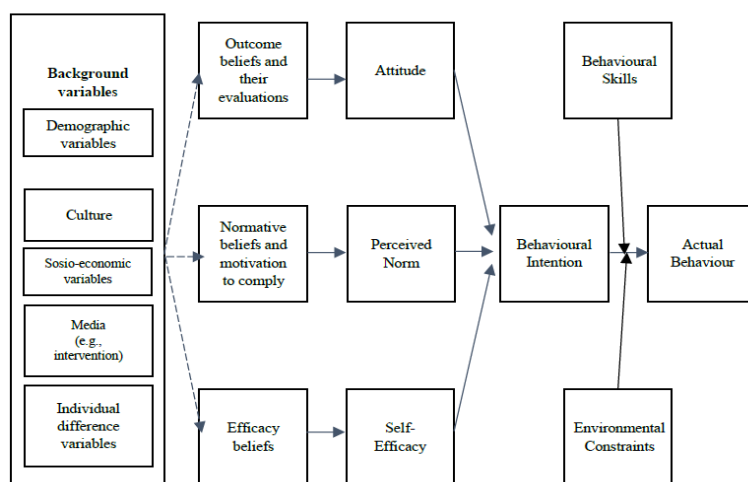 Background
variables
Demographic
variables
Culture
Sosio-economic
variables
Media
(e.g.,
intervention)
Individual
difference
variables
Outcome
beliefs and
their
evaluations
Attitude
Normative
beliefs and
motivation
to comply
Perceived
Norm
Efficacy
beliefs
Self-
Efficacy
Behavioural
Intention
Behavioural
Skills
Environmental
Constraints
Actual
Behaviour